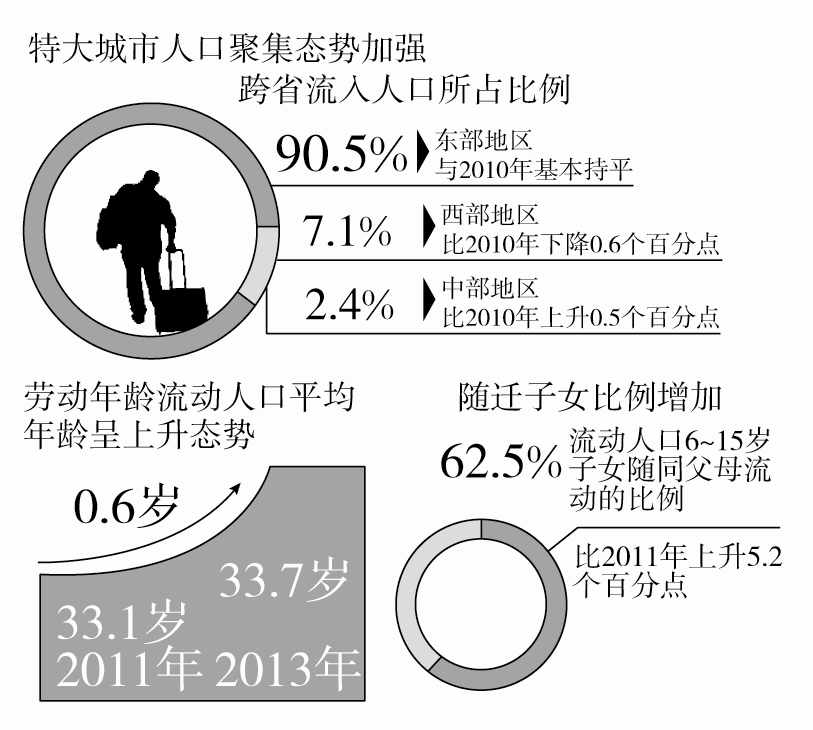 特大城市人口聚集态势加强
跨省流入人口所占比例
90.5%
东部地区
与2010年基本持平
7.1%
西部地区
比2010年下降0.6个百分点
2.4%
中部地区
比2010年上升0.5个百分点
劳动年龄流动人口平均
年龄呈上升态势
0.6岁
33.1岁
2011年
33.7岁
2013年
随迁子女比例增加
62.5%
流动人口6~15岁
子女随同父母流
动的比例
比2011年上升5.2
个百分点